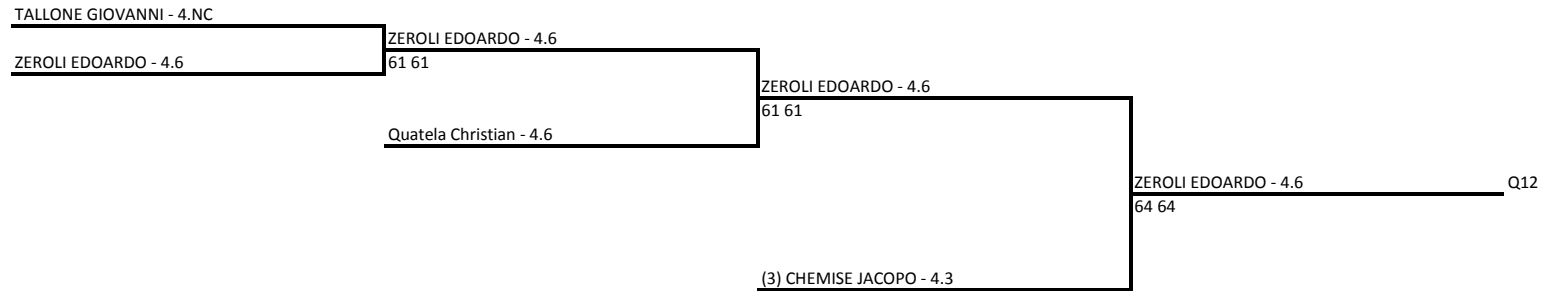 TALLONE GIOVANNI - 4.NC
ZEROLI EDOARDO - 4.6
ZEROLI EDOARDO - 4.6
61 61
ZEROLI EDOARDO - 4.6
61 61
Quatela Christian - 4.6
ZEROLI EDOARDO - 4.6
Q12
64 64
(3) CHEMISE JACOPO - 4.3